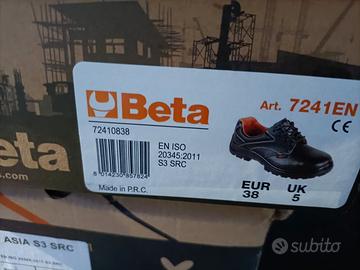 Beta
Art. 7241EN
CE
72410838
EN ISO
20345:2011
S3 SRC
8 014230 857824
Made in P.R.C.
EUR
38
UK
5
eta
s.com
ASIA S3 SRC
subito